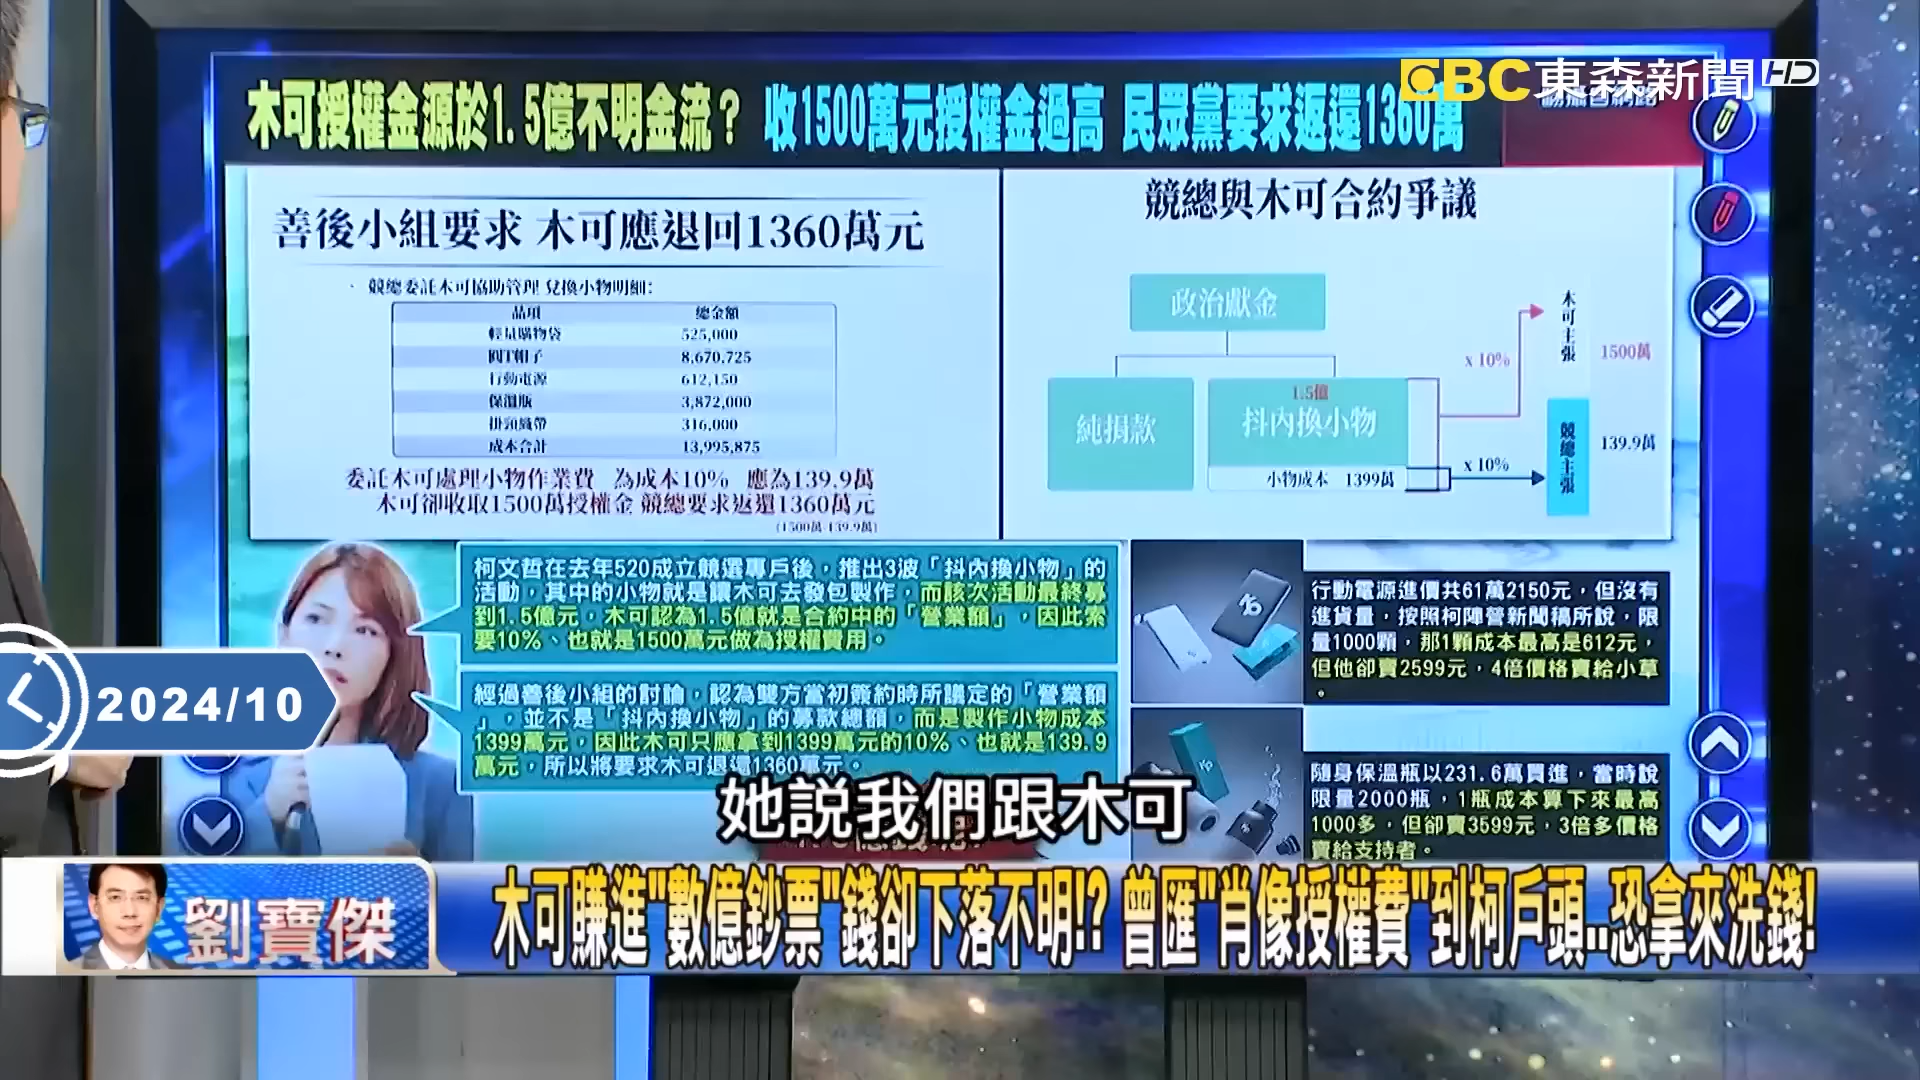 EBC東森新聞HD
木可授權金源於1.5億不明金流？ 收1500萬元授權金過高 民眾黨要求返還1360萬
善後小組要求 木可應退回1360萬元
· 競總委託木可協助管理 兌換小物明細:
品項 總金額
輕量購物袋 525,000
圓T帽子 8,670,725
行動電源 612,150
保溫瓶 3,872,000
掛頸織帶 316,000
成本合計 13,995,875
委託木可處理小物作業費 為成本10% 應為139.9萬
木可卻收取1500萬授權金 競總要求返還1360萬元
(1500萬-139.9萬)
競總與木可合約爭議
政治獻金
純捐款
1.5億
抖內換小物
小物成本 1399萬
x 10%
木可主張
1500萬
x 10%
競總主張
139.9萬
柯文哲在去年520成立競選專戶後，推出3波「抖內換小物」的
活動，其中的小物就是讓木可去發包製作，而該次活動最終募
到1.5億元，木可認為1.5億就是合約中的「營業額」，因此索
要10%、也就是1500萬元做為授權費用。
經過善後小組的討論，認為雙方當初簽約時所議定的「營業額
」，並不是「抖內換小物」的募款總額，而是製作小物成本
1399萬元，因此木可只應拿到1399萬元的10%、也就是139.9
萬元，所以將要求木可退還1360萬元。
行動電源進價共61萬2150元，但沒有
進貨量，按照柯陣營新聞稿所說，限
量1000顆，那1顆成本最高是612元，
但他卻賣2599元，4倍價格賣給小草
。
隨身保溫瓶以231.6萬買進，當時說
限量2000瓶，1瓶成本算下來最高
1000多，但卻賣3599元，3倍多價格
賣給支持者。
2024/10
她說我們跟木可
劉寶傑
木可賺進"數億鈔票"錢卻下落不明!? 曾匯"肖像授權費"到柯戶頭..恐拿來洗錢!